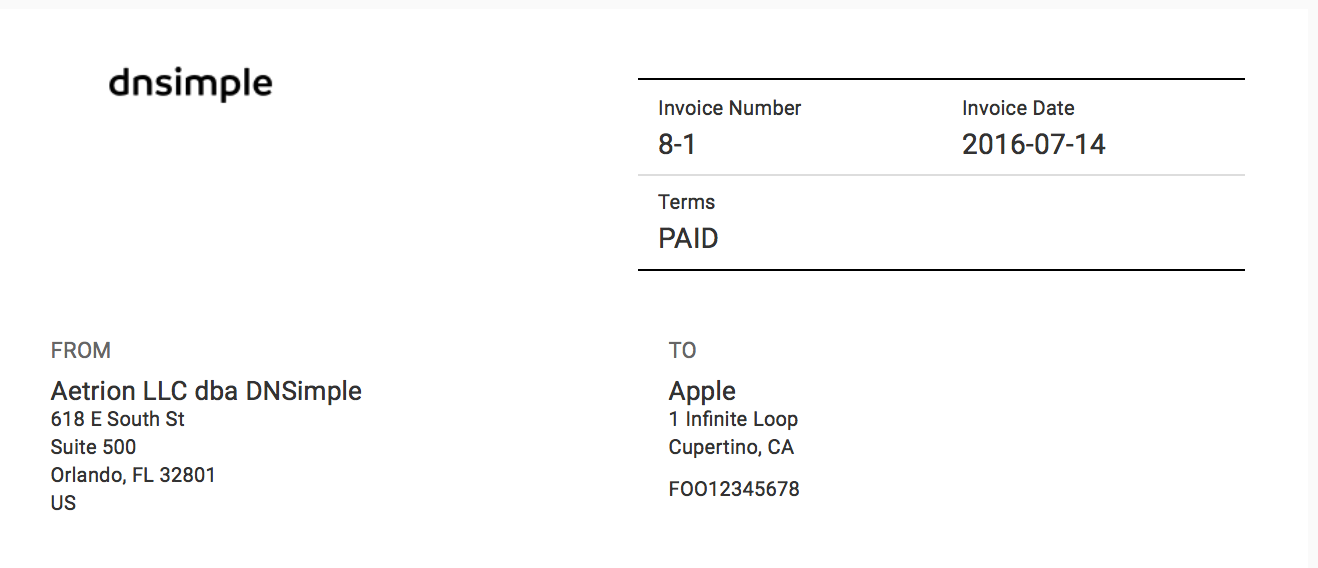 dnsimple
Invoice Number Invoice Date
8-1 2016-07-14
Terms
PAID
FROM
Aetrion LLC dba DNSimple
618 E South St
Suite 500
Orlando, FL 32801
US
TO
Apple
1 Infinite Loop
Cupertino, CA
FOO12345678